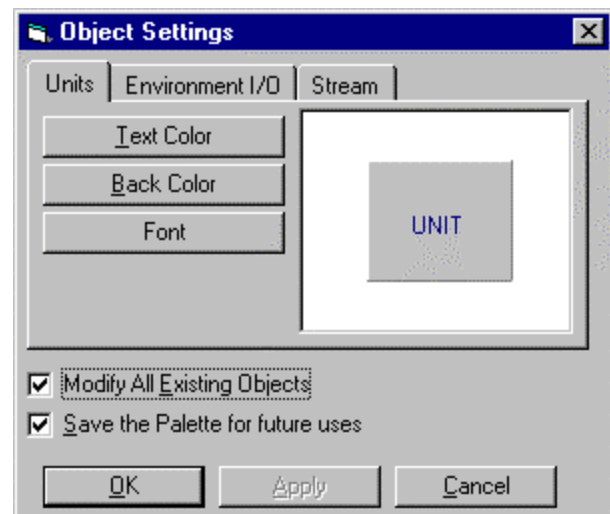 Object Settings
Units Environment I/O Stream
Text Color
Back Color
Font
UNIT
Modify All Existing Objects
Save the Palette for future uses
OK Apply Cancel